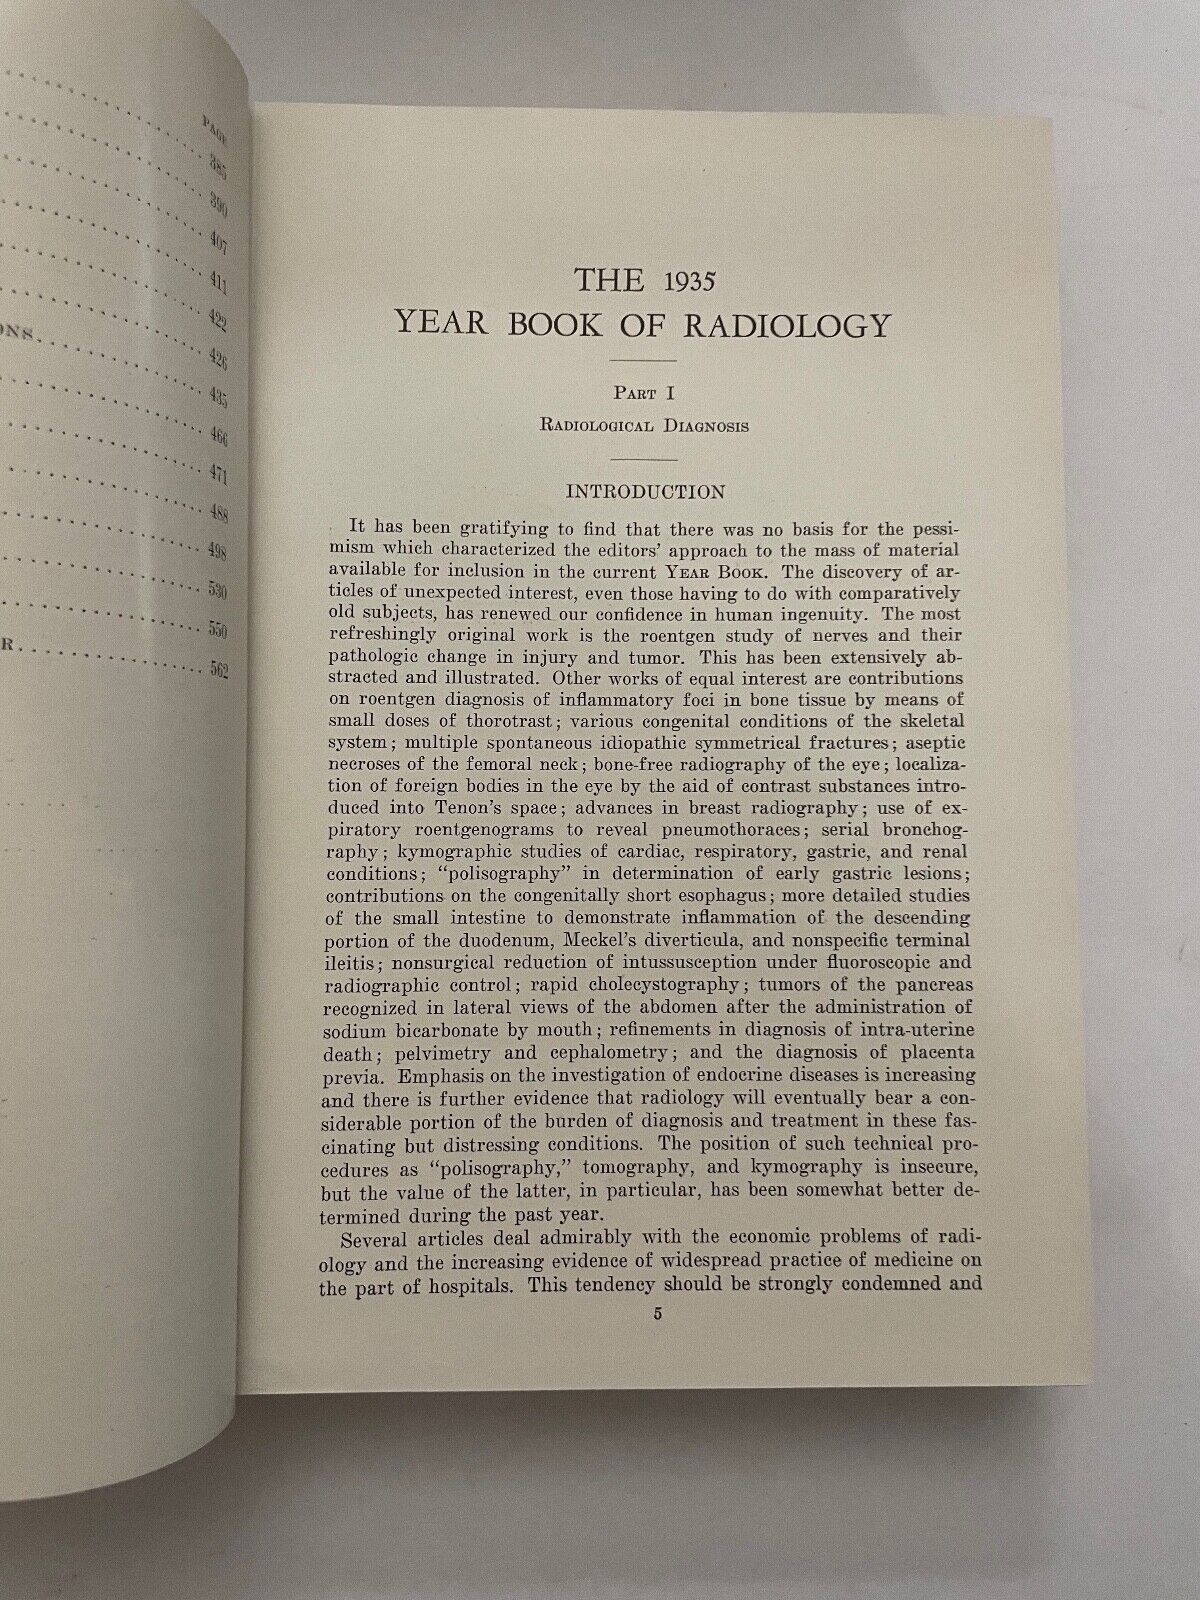 PAGE
385
390
407
411
422
426
ONS
435
466
471
488
498
530
550
R
562
THE 1935
YEAR BOOK OF RADIOLOGY
PART I
RADIOLOGICAL DIAGNOSIS
INTRODUCTION
It has been gratifying to find that there was no basis for the pessi-
mism which characterized the editors' approach to the mass of material
available for inclusion in the current YEAR BOOK. The discovery of ar-
ticles of unexpected interest, even those having to do with comparatively
old subjects, has renewed our confidence in human ingenuity. The most
refreshingly original work is the roentgen study of nerves and their
pathologic change in injury and tumor. This has been extensively ab-
stracted and illustrated. Other works of equal interest are contributions
on roentgen diagnosis of inflammatory foci in bone tissue by means of
small doses of thorotrast; various congenital conditions of the skeletal
system; multiple spontaneous idiopathic symmetrical fractures; aseptic
necroses of the femoral neck; bone-free radiography of the eye; localiza-
tion of foreign bodies in the eye by the aid of contrast substances intro-
duced into Tenon's space; advances in breast radiography; use of ex-
piratory roentgenograms to reveal pneumothoraces; serial bronchog-
raphy; kymographic studies of cardiac, respiratory, gastric, and renal
conditions; "polisography" in determination of early gastric lesions;
contributions on the congenitally short esophagus; more detailed studies
of the small intestine to demonstrate inflammation of the descending
portion of the duodenum, Meckel's diverticula, and nonspecific terminal
ileitis; nonsurgical reduction of intussusception under fluoroscopic and
radiographic control; rapid cholecystography; tumors of the pancreas
recognized in lateral views of the abdomen after the administration of
sodium bicarbonate by mouth; refinements in diagnosis of intra-uterine
death; pelvimetry and cephalometry; and the diagnosis of placenta
previa. Emphasis on the investigation of endocrine diseases is increasing
and there is further evidence that radiology will eventually bear a con-
siderable portion of the burden of diagnosis and treatment in these fas-
cinating but distressing conditions. The position of such technical pro-
cedures as "polisography," tomography, and kymography is insecure,
but the value of the latter, in particular, has been somewhat better de-
termined during the past year.
Several articles deal admirably with the economic problems of radi-
ology and the increasing evidence of widespread practice of medicine on
the part of hospitals. This tendency should be strongly condemned and
5